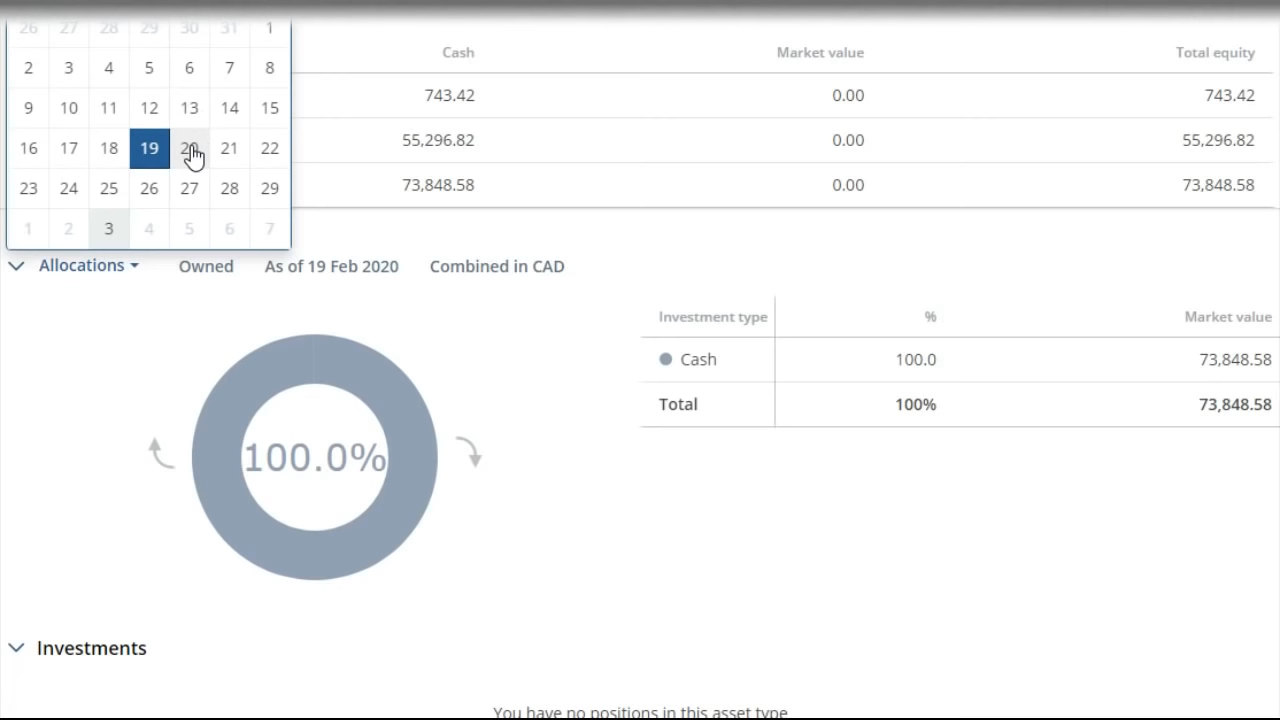 26 27 28 29 30 31 1
2 3 4 5 6 7 8
9 10 11 12 13 14 15
16 17 18 19 20 21 22
23 24 25 26 27 28 29
1 2 3 4 5 6 7
Cash Market value Total equity
743.42 0.00 743.42
55,296.82 0.00 55,296.82
73,848.58 0.00 73,848.58
Allocations Owned As of 19 Feb 2020 Combined in CAD
100.0%
Investment type % Market value
Cash 100.0 73,848.58
Total 100% 73,848.58
Investments
You have no positions in this asset type